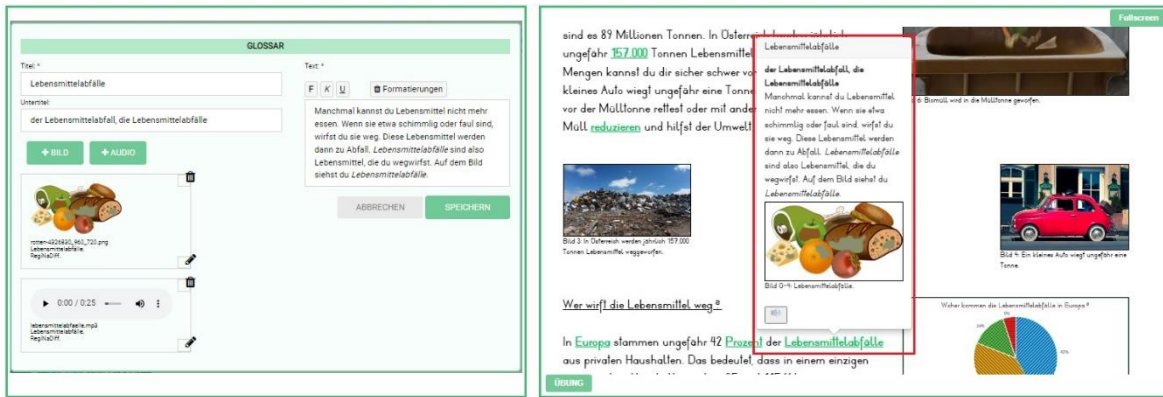 GLOSSAR
Titel: *
Lebensmittelabfälle
Untertitel:
der Lebensmittelabfall, die Lebensmittelabfälle
+ BILD
+ AUDIO
rotten-4326830_960_720.png
Lebensmittelabfälle.
RegiNaDiff.
0:00 / 0:25
lebensmittelabfaelle.mp3
Lebensmittelabfälle.
RegiNaDiff.
Text: *
F K U Formatierungen
Manchmal kannst du Lebensmittel nicht mehr
essen. Wenn sie etwa schimmlig oder faul sind,
wirfst du sie weg. Diese Lebensmittel werden
dann zu Abfall. Lebensmittelabfälle sind also
Lebensmittel, die du wegwirfst. Auf dem Bild
siehst du Lebensmittelabfälle.
ABBRECHEN
SPEICHERN
Fullscreen
sind es 89 Millionen Tonnen. In Österreich
ungefähr 157.000 Tonnen Lebensmittel
Mengen kannst du dir sicher schwer
kleines Auto wiegt ungefähr eine Tonne
vor der Mülltonne rettest oder mit
Müll reduzieren und hilfst der Umwelt
Lebensmittelabfälle
der Lebensmittelabfall, die
Lebensmittelabfälle
Manchmal kannst du Lebensmittel
nicht mehr essen. Wenn sie etwa
schimmlig oder faul sind, wirfst du
sie weg. Diese Lebensmittel werden
dann zu Abfall. Lebensmittelabfälle
sind also Lebensmittel, die du
wegwirfst. Auf dem Bild siehst du
Lebensmittelabfälle.
Bild 0-4: Lebensmittelabfälle.
6: Biomüll wird in die Mülltonne geworfen.
Bild 3: In Österreich werden jährlich 157.000
Tonnen Lebensmittel weggeworfen.
Bild 4: Ein kleines Auto wiegt ungefähr eine
Tonne.
Wer wirft die Lebensmittel weg?
In Europa stammen ungefähr 42 Prozent der Lebensmittelabfälle
aus privaten Haushalten. Das bedeutet, dass in einem einzigen
Woher kommen die Lebensmittelabfälle in Europa?
5%
ÜBUNG